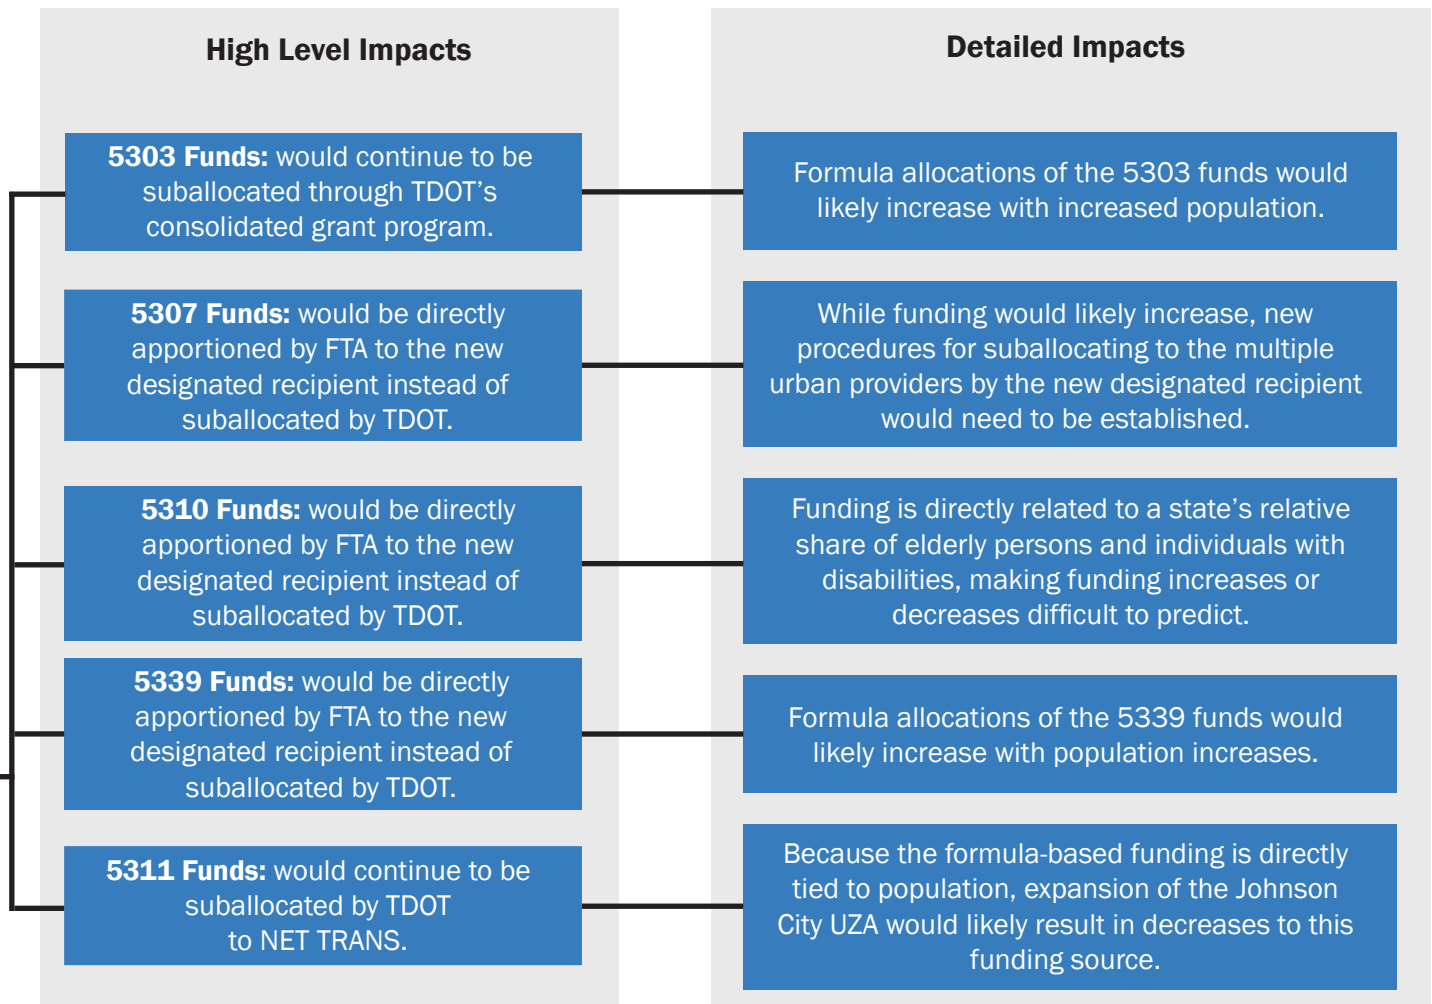 High Level Impacts
Detailed Impacts
5303 Funds: would continue to be
suballocated through TDOT's
consolidated grant program.
Formula allocations of the 5303 funds would
likely increase with increased population.
5307 Funds: would be directly
apportioned by FTA to the new
designated recipient instead of
suballocated by TDOT.
While funding would likely increase, new
procedures for suballocating to the multiple
urban providers by the new designated recipient
would need to be established.
5310 Funds: would be directly
apportioned by FTA to the new
designated recipient instead of
suballocated by TDOT.
Funding is directly related to a state's relative
share of elderly persons and individuals with
disabilities, making funding increases or
decreases difficult to predict.
5339 Funds: would be directly
apportioned by FTA to the new
designated recipient instead of
suballocated by TDOT.
Formula allocations of the 5339 funds would
likely increase with population increases.
5311 Funds: would continue to be
suballocated by TDOT
to NET TRANS.
Because the formula-based funding is directly
tied to population, expansion of the Johnson
City UZA would likely result in decreases to this
funding source.